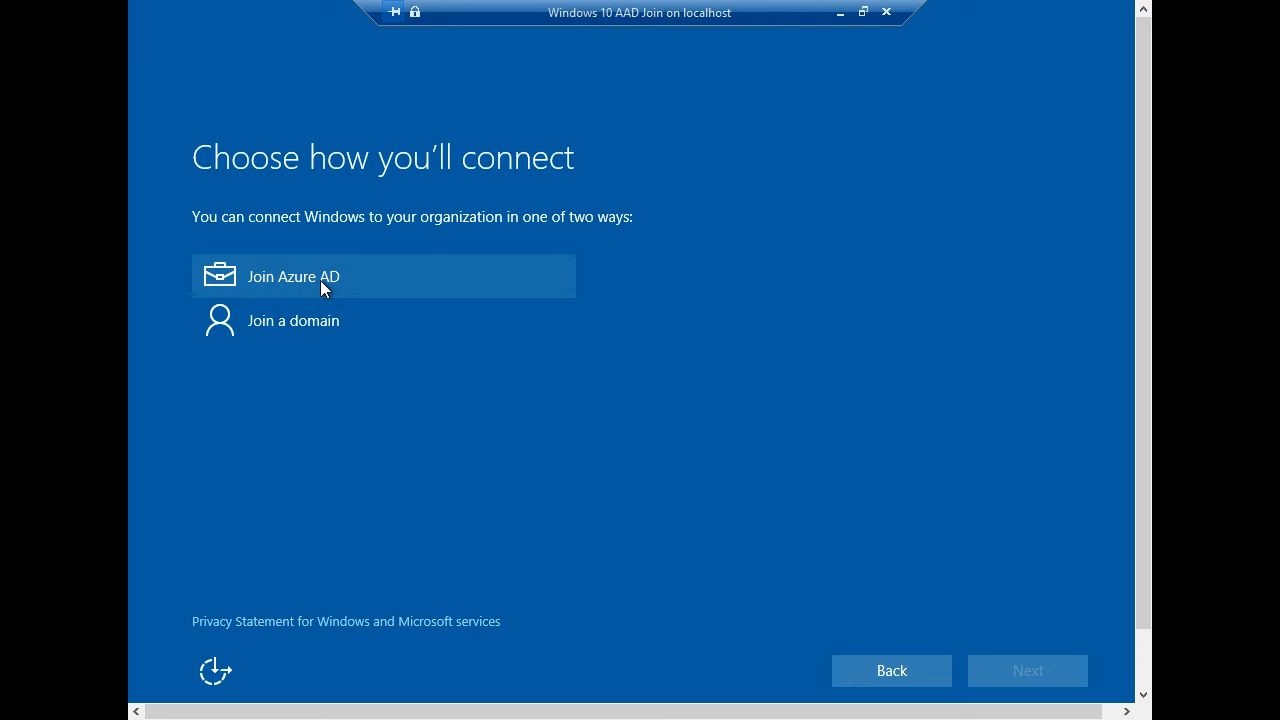 Windows 10 AAD Join on localhost
Choose how you’ll connect
You can connect Windows to your organization in one of two ways:
Join Azure AD
Join a domain
Privacy Statement for Windows and Microsoft services
Back
Next